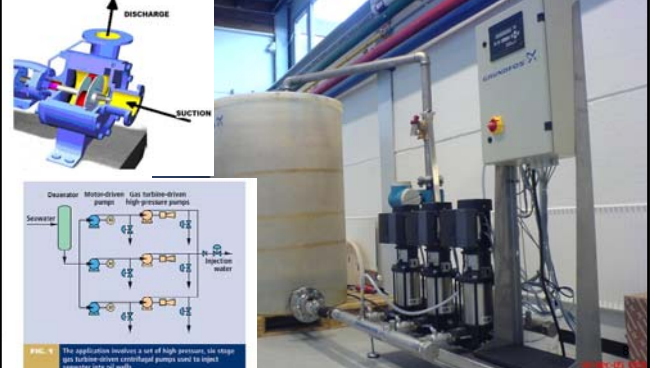 DISCHARGE
SUCTION
GRUNDFOS
Deaerator
Motor-driven
pumps
Gas turbine-driven
high-pressure pumps
Seawater
Injection
water
FIG. 1
The application involves a set of high pressure, six stage
gas turbine-driven centrifugal pumps used to inject
seawater into oil wells